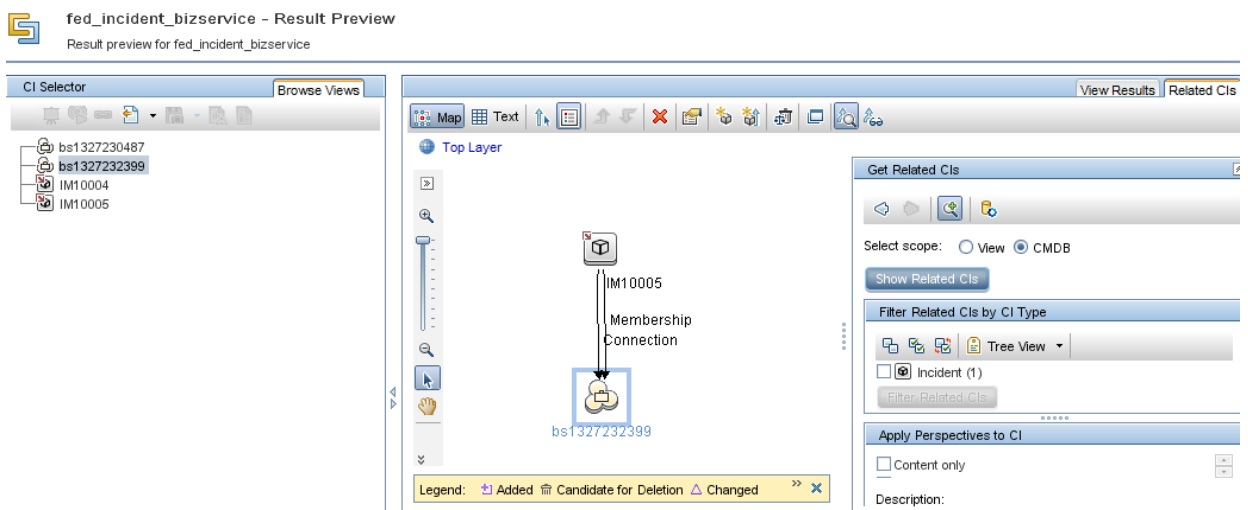 fed_incident_bizservice - Result Preview
Result preview for fed_incident_bizservice
CI Selector
Browse Views
bs1327230487
bs1327232399
IM10004
IM10005
View Results
Related CIs
Map
Text
Top Layer
IM10005
Membership
Connection
bs1327232399
Legend: Added Candidate for Deletion Changed
Get Related CIs
Select scope: View CMDB
Show Related CIs
Filter Related CIs by CI Type
Tree View
Incident (1)
Filter Related CIs
Apply Perspectives to CI
Content only
Description: